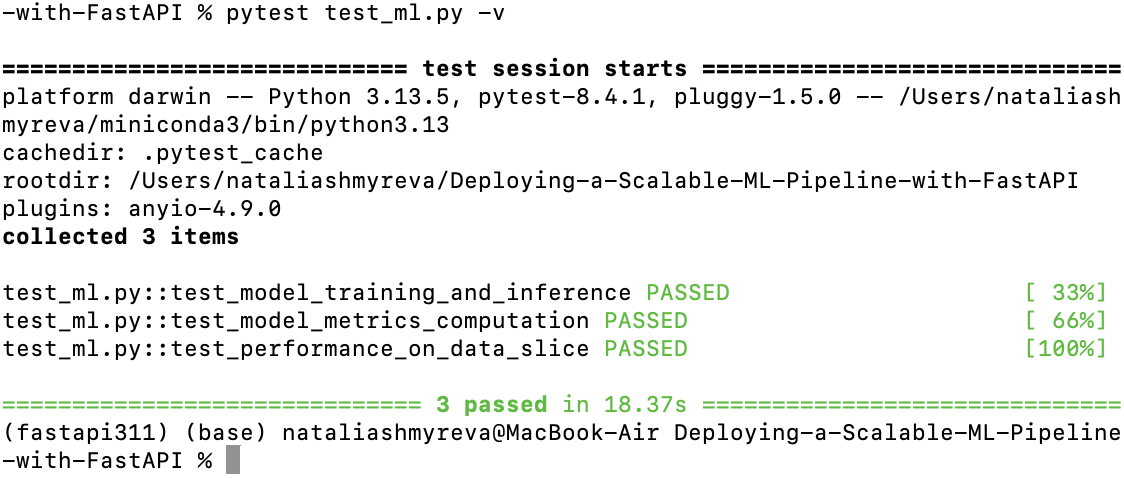 -with-FastAPI % pytest test_ml.py -v
============================= test session starts ==============================
platform darwin -- Python 3.13.5, pytest-8.4.1, pluggy-1.5.0 -- /Users/nataliash
myreva/miniconda3/bin/python3.13
cachedir: .pytest_cache
rootdir: /Users/nataliashmyreva/Deploying-a-Scalable-ML-Pipeline-with-FastAPI
plugins: anyio-4.9.0
collected 3 items
test_ml.py::test_model_training_and_inference PASSED                     [ 33%]
test_ml.py::test_model_metrics_computation PASSED                        [ 66%]
test_ml.py::test_performance_on_data_slice PASSED                        [100%]
============================== 3 passed in 18.37s ==============================
(fastapi311) (base) nataliashmyreva@MacBook-Air Deploying-a-Scalable-ML-Pipeline
-with-FastAPI %